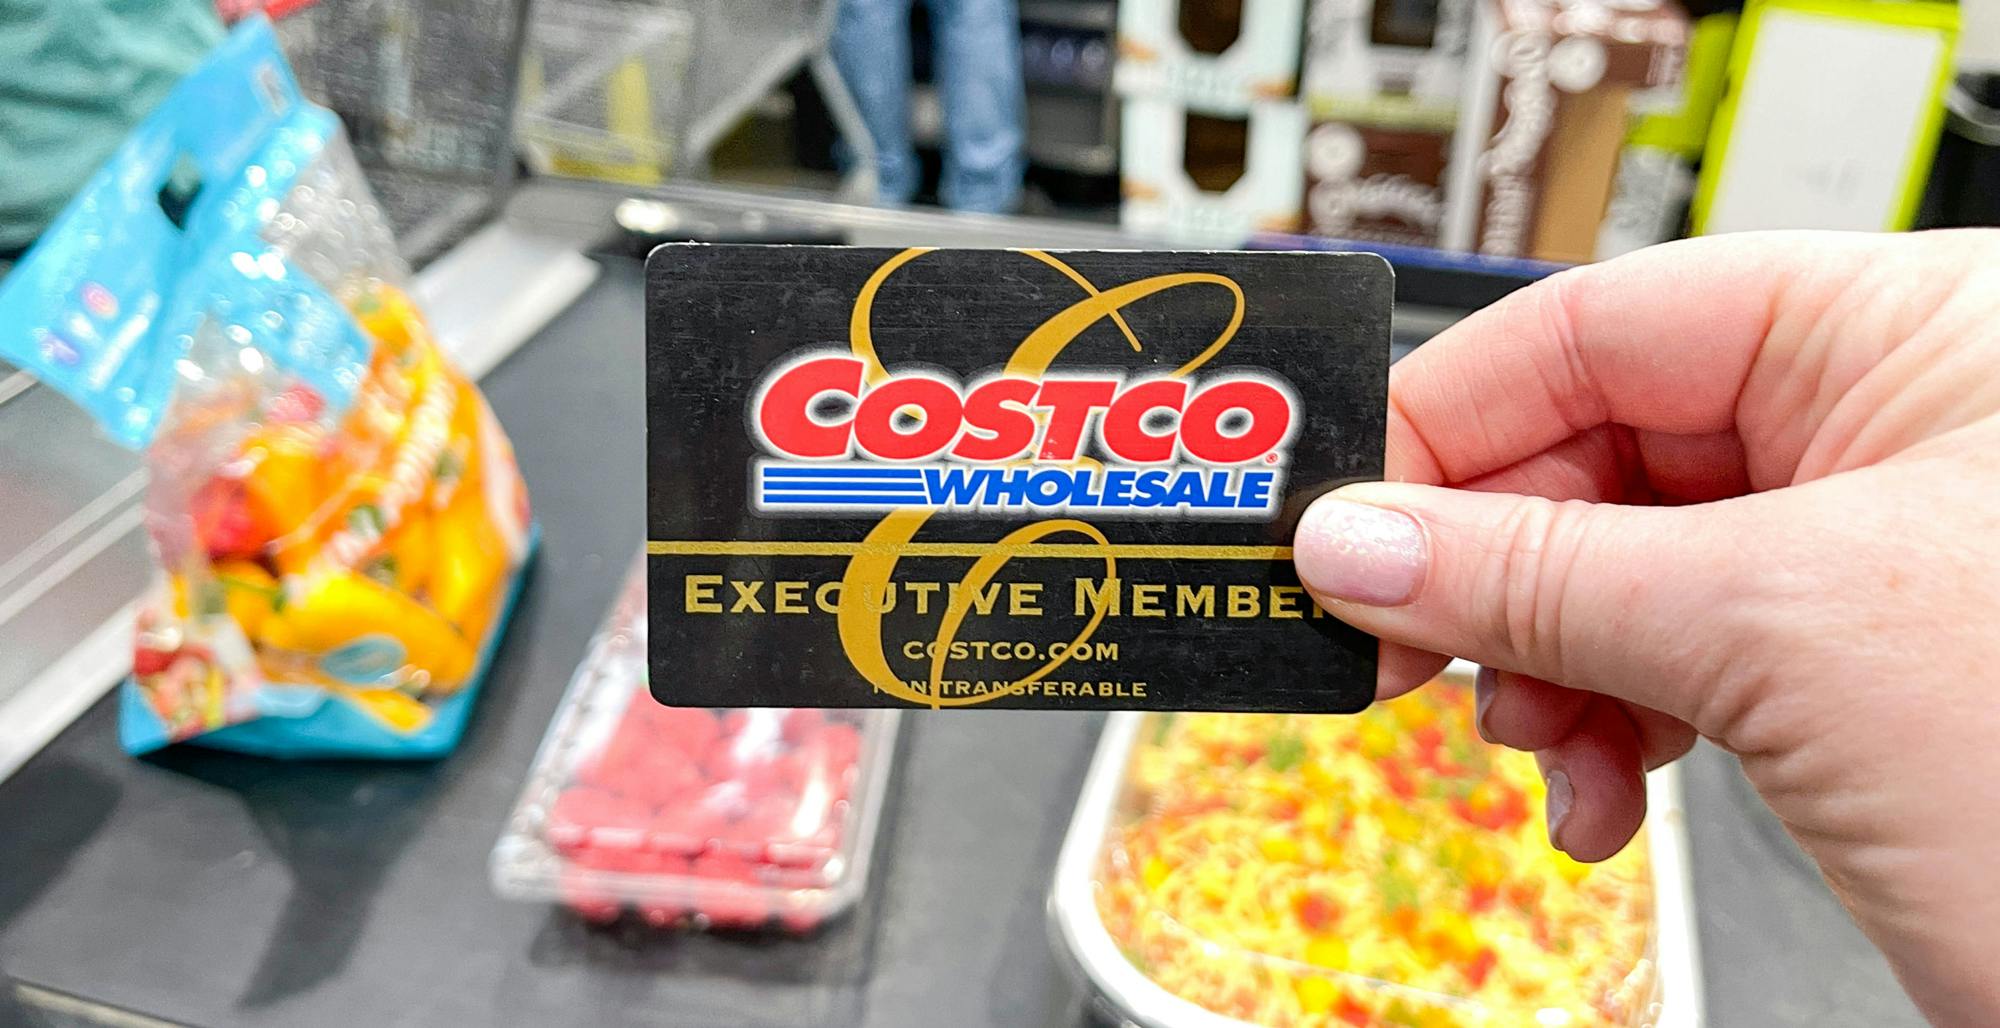 COSTCO
WHOLESALE
EXECUTIVE MEMBER
COSTCO.COM
NON-TRANSFERABLE